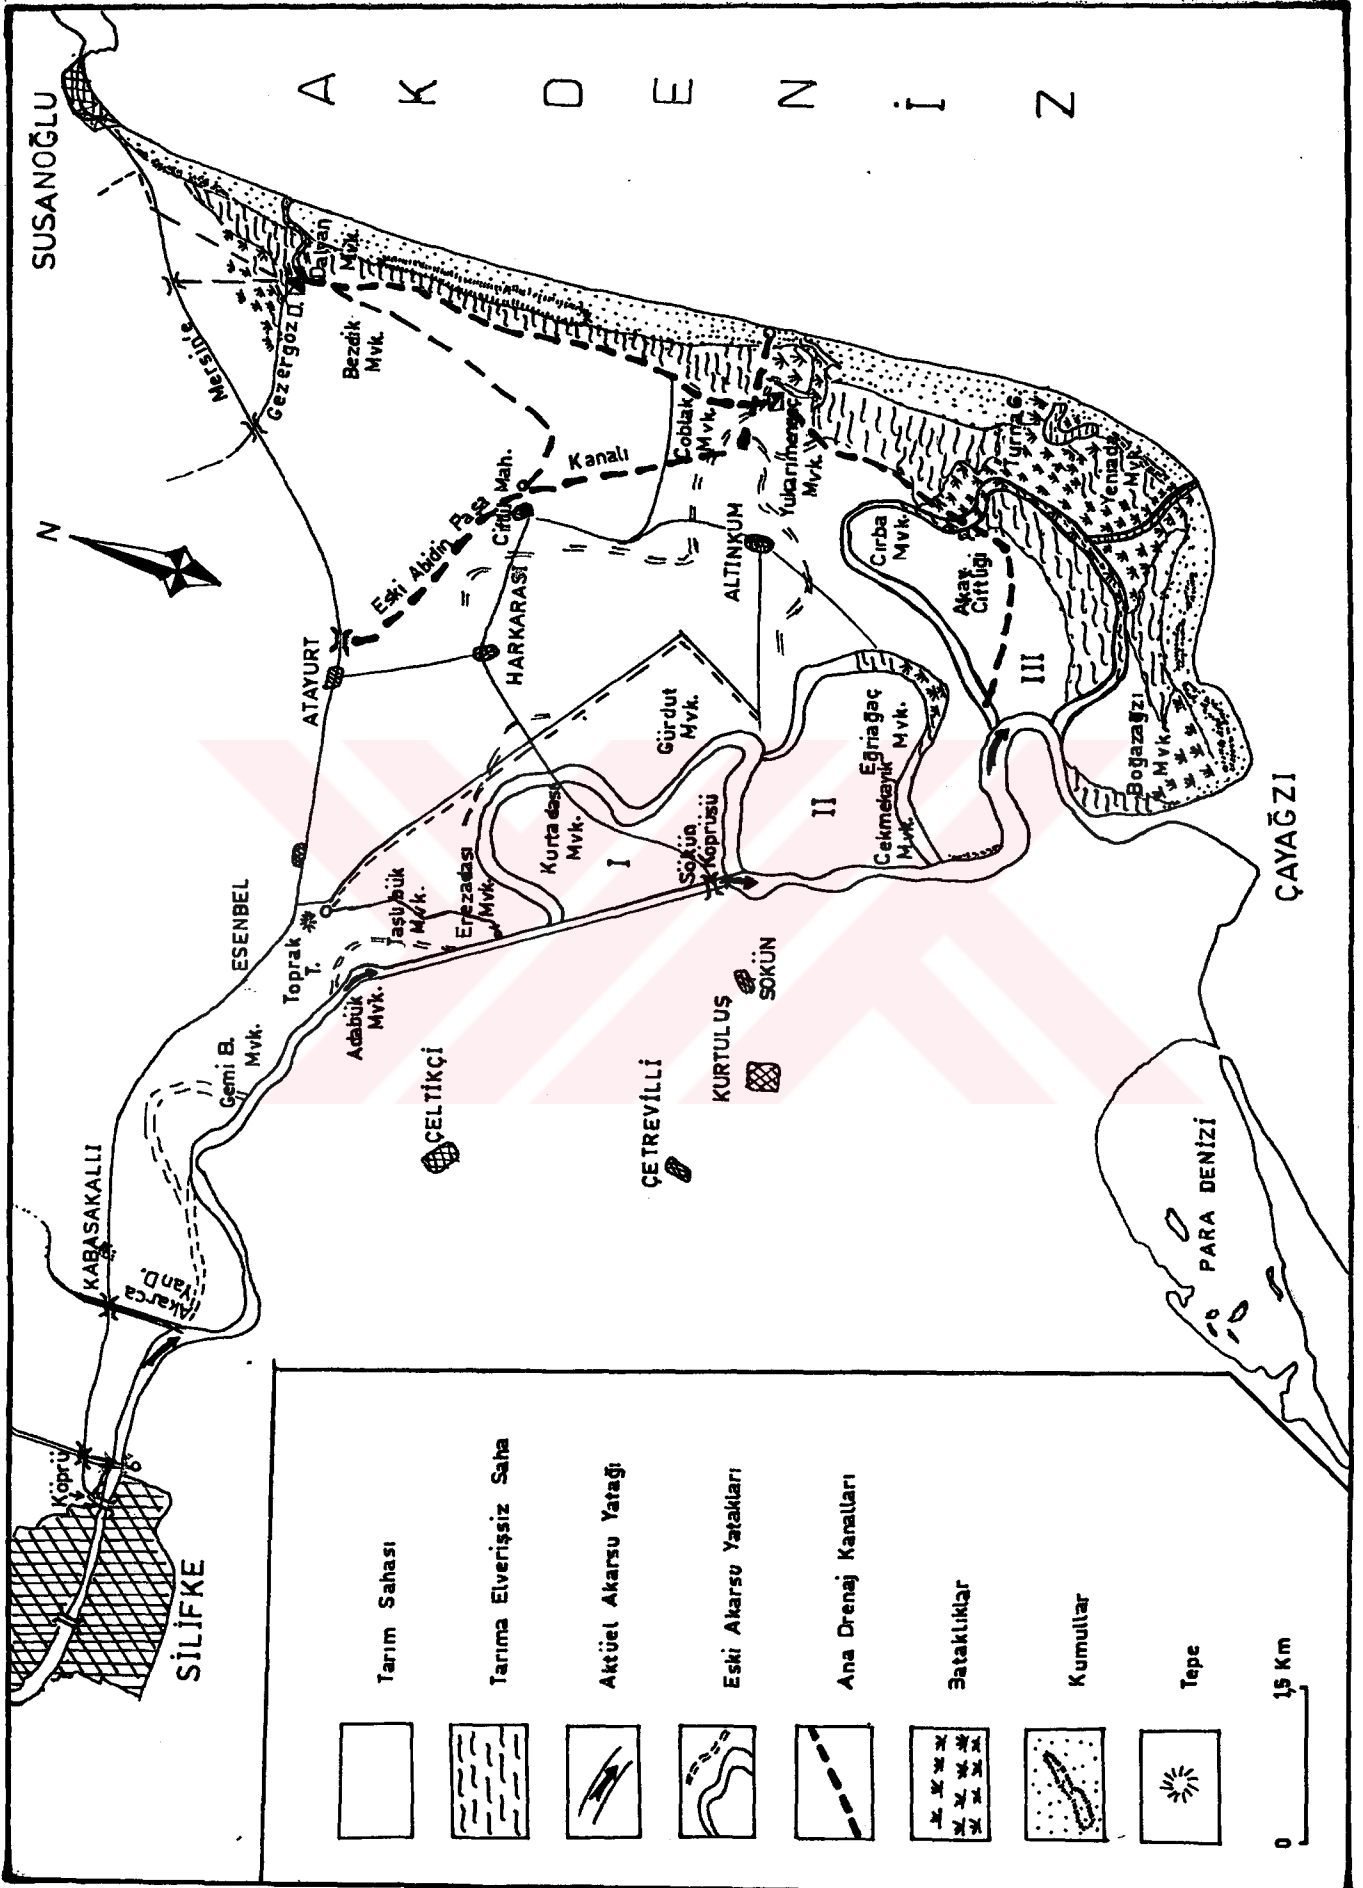 SUSANOĞLU
AKDENİZ
N
Mersin'e
Gezergöz D.
Dalyan
Mvk.
Bezdik
Mvk.
Eski Abidin Paşa
Kanalı
Çiftlik Mah.
Çoblak
Mvk.
Yukarımengeç
Mvk.
Turna G.
Yeniada
Mvk.
ATAYURT
HARKARASI
ALTINKUM
Cırba
Mvk.
Akay
Çiftliği
III
Gürdut
Mvk.
Eğriağaç
Mvk.
Çekmekayık
Mvk.
II
Boğazağzı
Mvk.
ESENBEL
Toprak
T.
Taşlıbük
Mvk.
Erezadası
Mvk.
Kurtadası
Mvk.
I
Sökün
Köprüsü
ÇAYAĞZI
Gemi B.
Mvk.
Adabük
Mvk.
ÇELTİKÇİ
ÇETREVİLLİ
KURTULUŞ
SÖKÜN
KABASAKALLI
Akarca
Yan D.
PARA DENİZİ
Köprü
SİLİFKE
Tarım Sahası
Tarıma Elverişsiz Saha
Aktüel Akarsu Yatağı
Eski Akarsu Yatakları
Ana Drenaj Kanalları
Bataklıklar
Kumullar
Tepe
0 1,5 Km